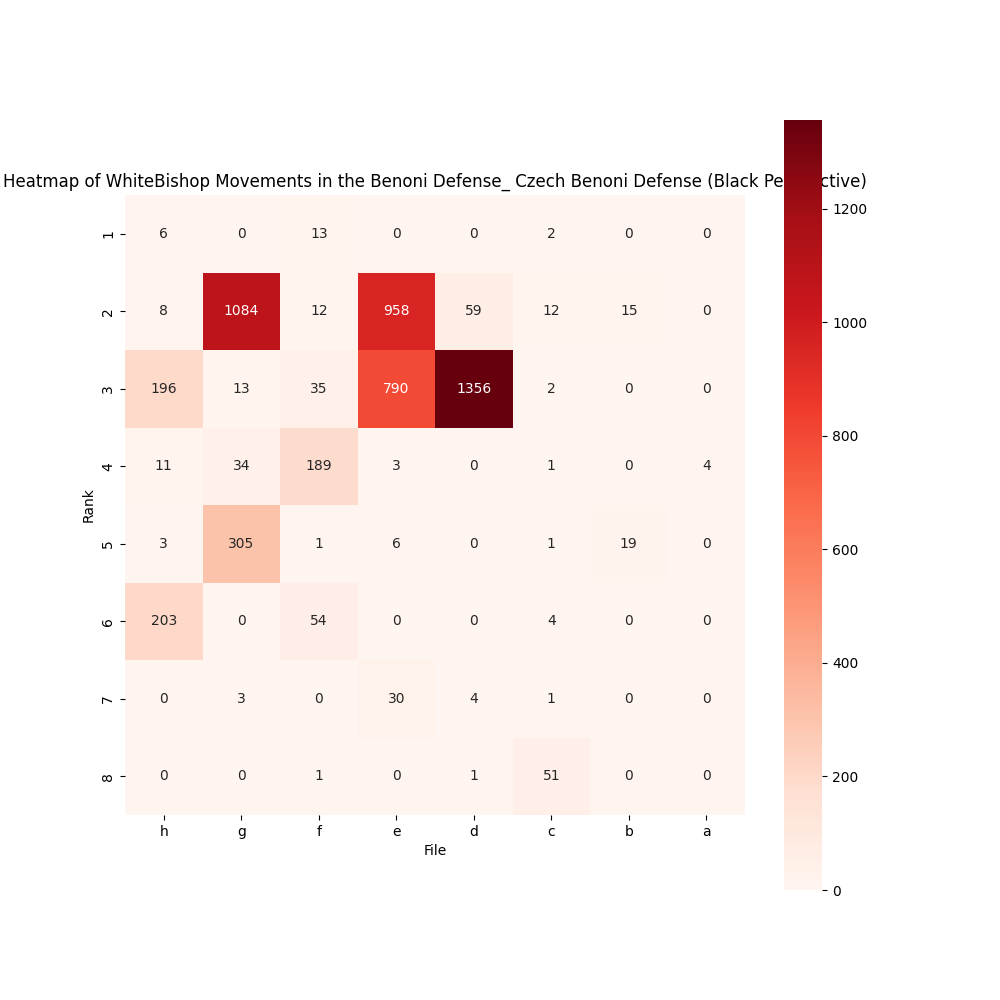 Heatmap of WhiteBishop Movements in the Benoni Defense_ Czech Benoni Defense (Black Pe ctive)
1 6 0 13 0 0 2 0 0
2 8 1084 12 958 59 12 15 0
3 196 13 35 790 1356 2 0 0
4 11 34 189 3 0 1 0 4
5 3 305 1 6 0 1 19 0
6 203 0 54 0 0 4 0 0
7 0 3 0 30 4 1 0 0
8 0 0 1 0 1 51 0 0
h g f e d c b a
File
Rank
1200
1000
800
600
400
200
0